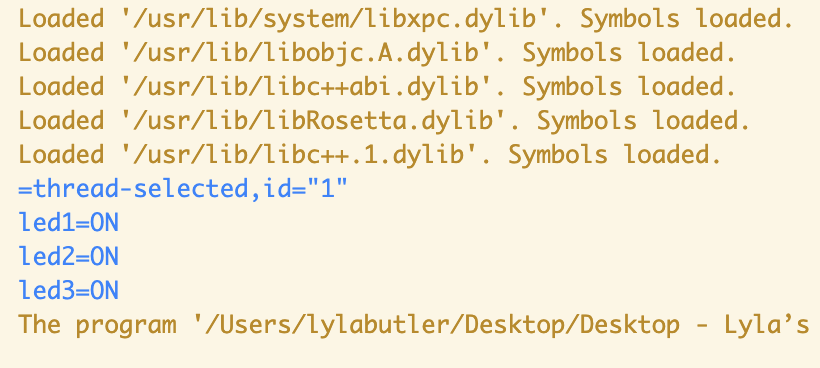 Loaded '/usr/lib/system/libxpc.dylib'. Symbols loaded.
Loaded '/usr/lib/libobjc.A.dylib'. Symbols loaded.
Loaded '/usr/lib/libc++abi.dylib'. Symbols loaded.
Loaded '/usr/lib/libRosetta.dylib'. Symbols loaded.
Loaded '/usr/lib/libc++.1.dylib'. Symbols loaded.
=thread-selected,id="1"
led1=ON
led2=ON
led3=ON
The program '/Users/lylabutler/Desktop/Desktop - Lyla’s